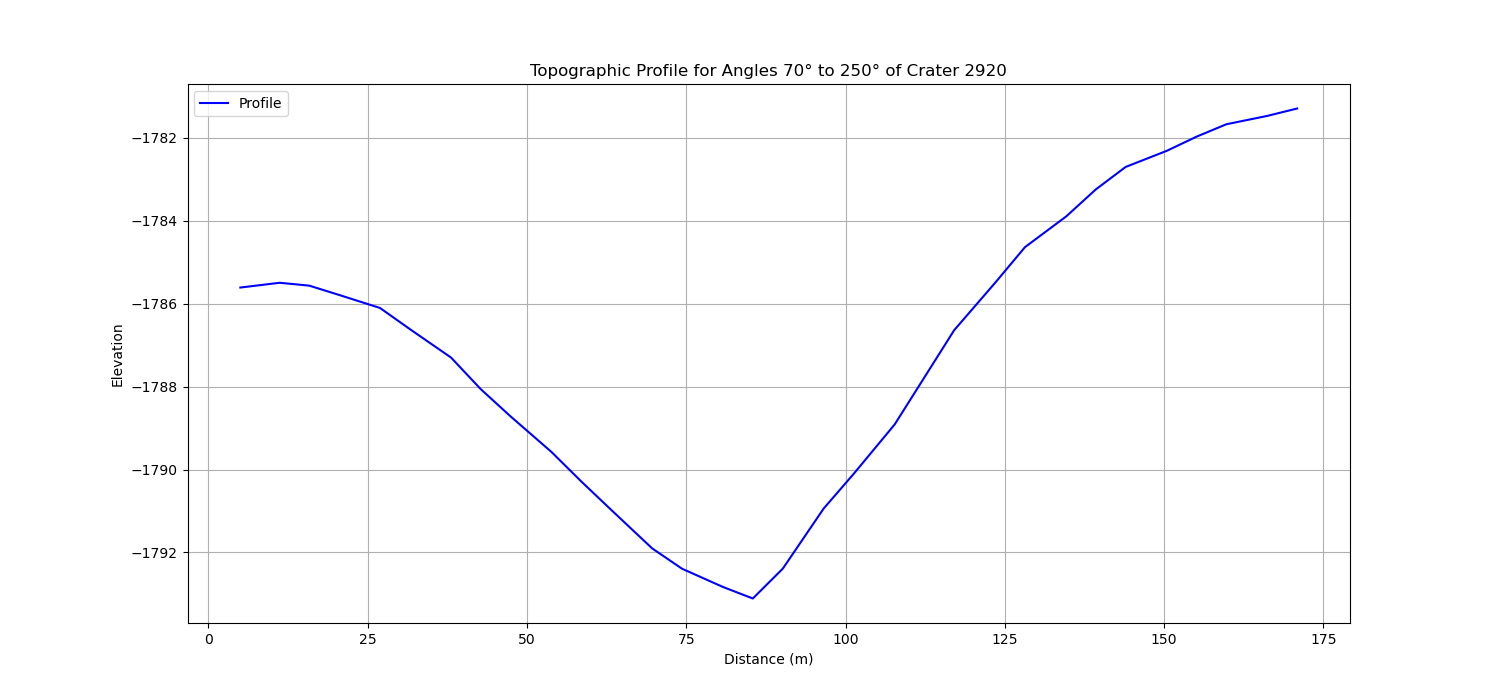 Topographic Profile for Angles 70° to 250° of Crater 2920
Profile
−1782
−1784
−1786
−1788
−1790
−1792
Elevation
0 25 50 75 100 125 150 175
Distance (m)